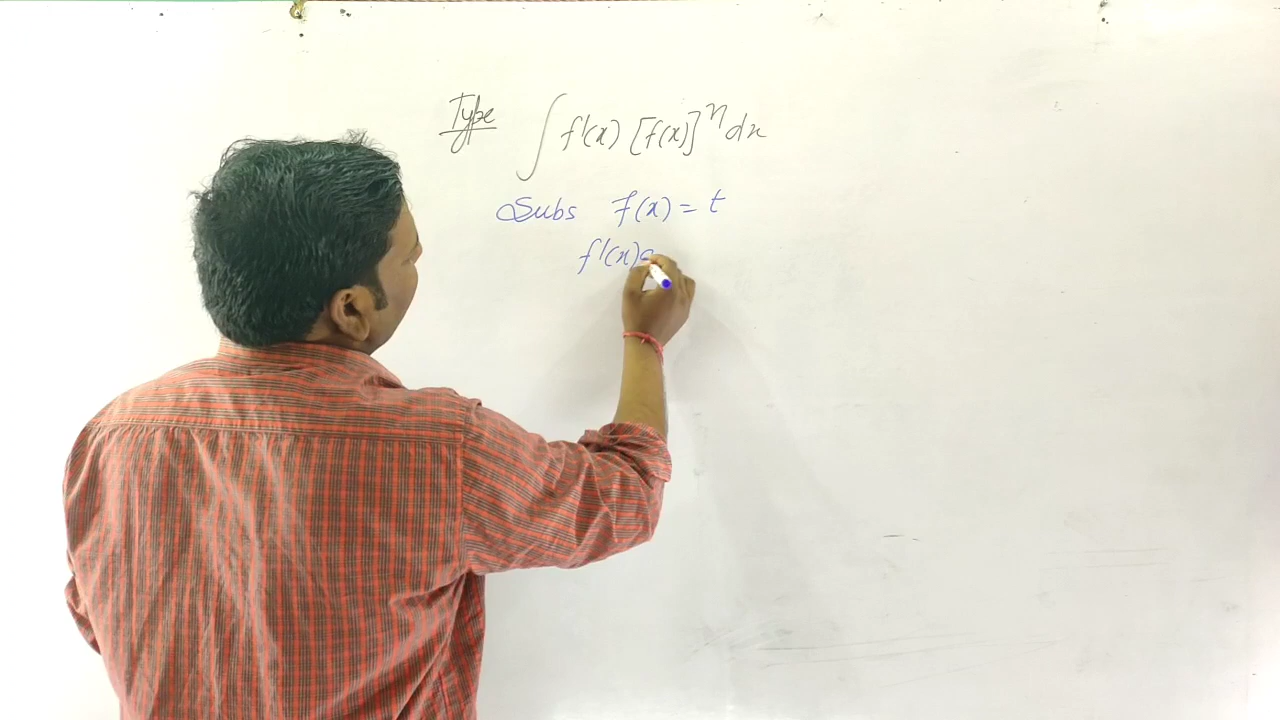 Type ∫ f'(x) [f(x)]^n dx
Subs f(x) = t
f'(x)